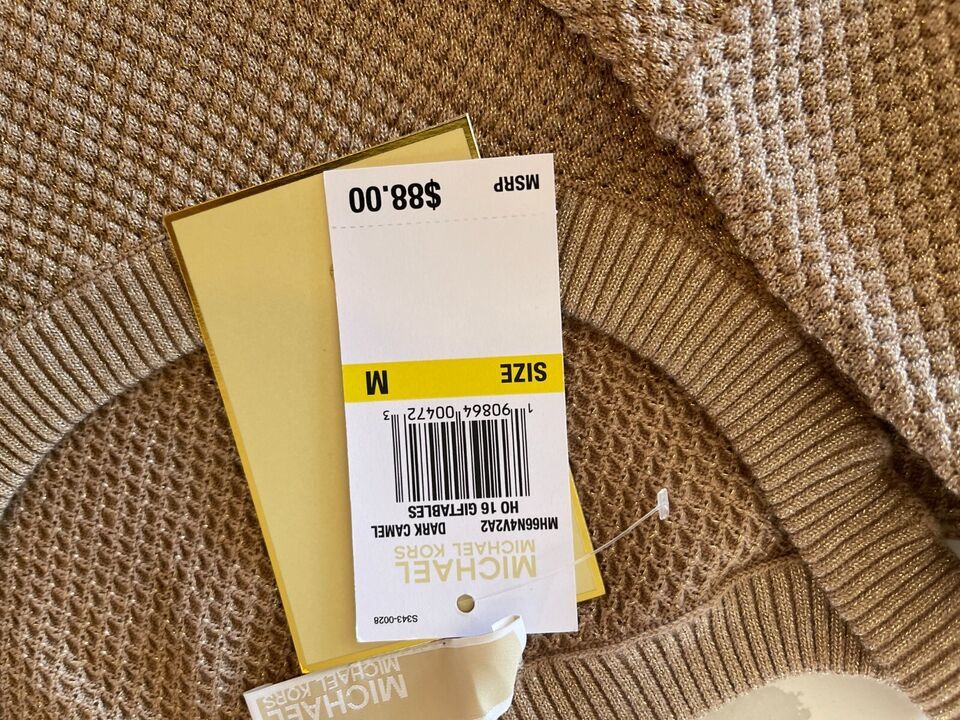 MICHAEL
MICHAEL KORS
S343-0028
MICHAEL
MICHAEL KORS
MH66N4V2A2 DARK CAMEL
HO 16 GIFTABLES
1 90864 00472 3
SIZE M
MSRP $88.00